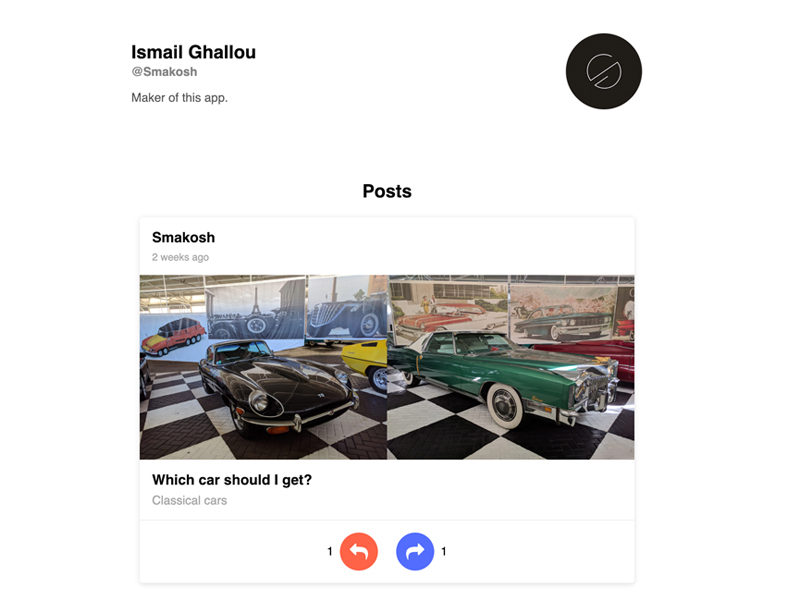 Ismail Ghallou
@Smakosh
Maker of this app.
Posts
Smakosh
2 weeks ago
Which car should I get?
Classical cars
1 1